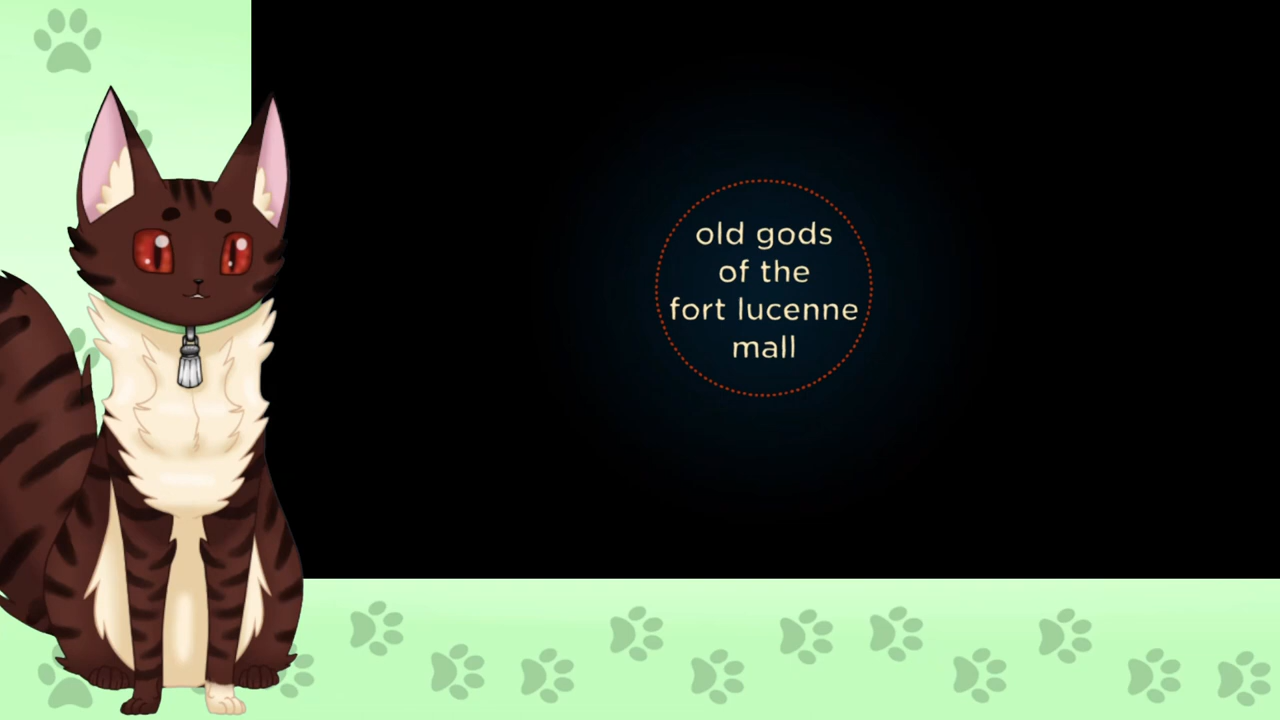 old gods
of the
fort lucenne
mall